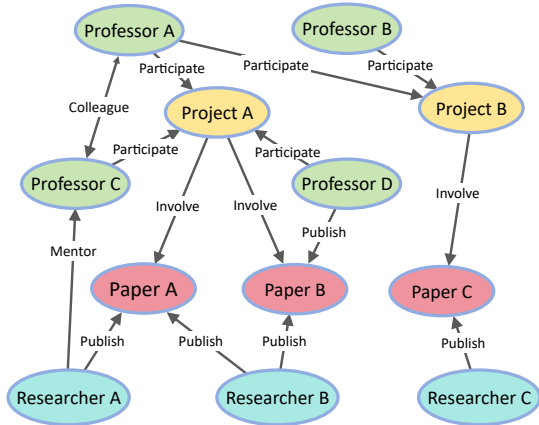 Professor A
Professor B
Participate
Participate
Participate
Colleague
Project A
Project B
Participate
Participate
Professor C
Professor D
Involve
Involve
Involve
Publish
Mentor
Paper A
Paper B
Paper C
Publish
Publish
Publish
Publish
Researcher A
Researcher B
Researcher C